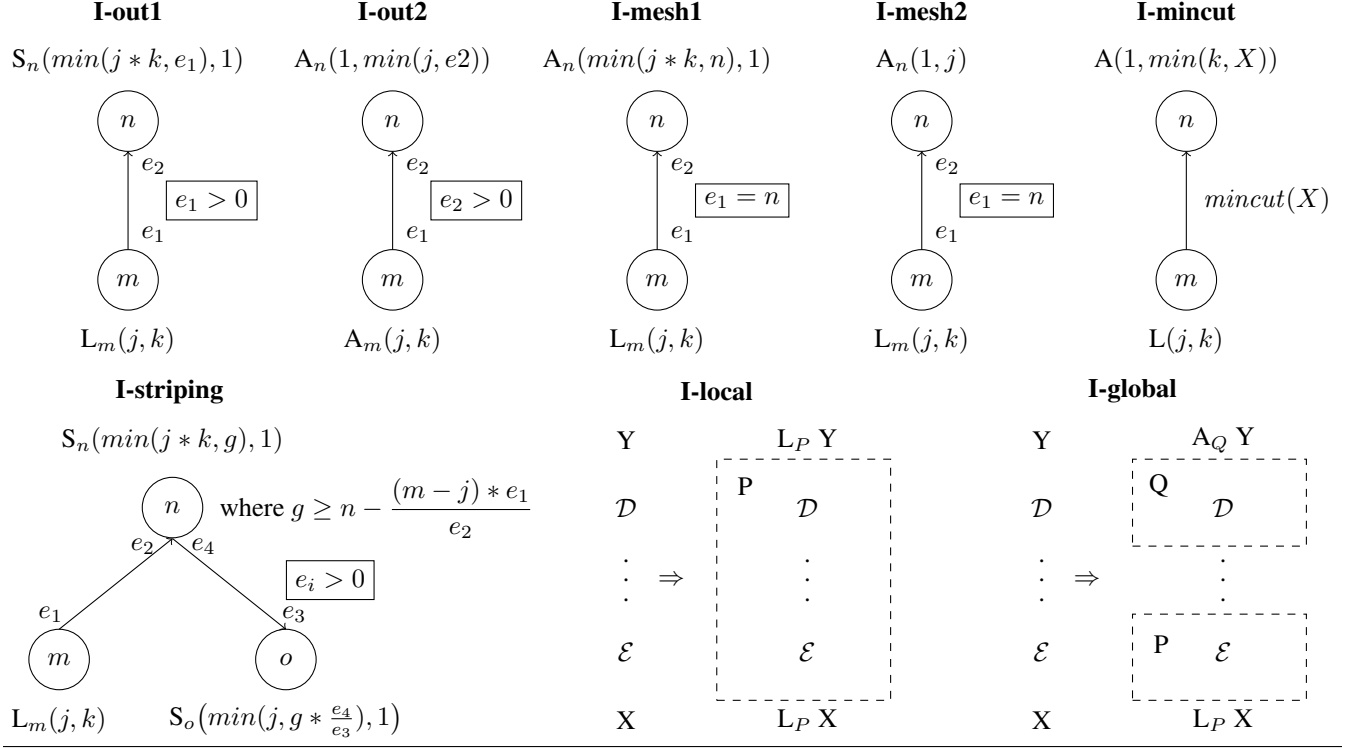 I-out1 I-out2 I-mesh1 I-mesh2 I-mincut
S_n(min(j * k, e_1), 1) A_n(1, min(j, e2)) A_n(min(j * k, n), 1) A_n(1, j) A(1, min(k, X))
n n n n n
e_2 e_2 e_2 e_2
e_1 > 0 e_2 > 0 e_1 = n e_1 = n mincut(X)
e_1 e_1 e_1 e_1
m m m m m
L_m(j, k) A_m(j, k) L_m(j, k) L_m(j, k) L(j, k)
I-striping
S_n(min(j * k, g), 1)
n where g ≥ n − \frac{(m − j) * e_1}{e_2}
e_2 e_4
e_i > 0
e_1 e_3
m o
L_m(j, k) S_o(min(j, g * \frac{e_4}{e_3}), 1)
I-local
Y L_P Y
P
𝒟 𝒟
⋮ ⇒ ⋮
ℰ ℰ
X L_P X
I-global
Y A_Q Y
Q
𝒟 𝒟
⋮ ⇒ ⋮
P
ℰ ℰ
X L_P X